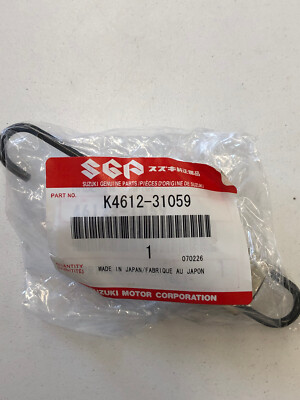 SGP スズキ純正部品
SUZUKI GENUINE PARTS/PIÈCES D'ORIGINE DE SUZUKI
PART NO.
K4612-31059
1
070226
QUANTITY
MADE IN JAPAN/FABRIQUE AU JAPON
SUZUKI MOTOR CORPORATION